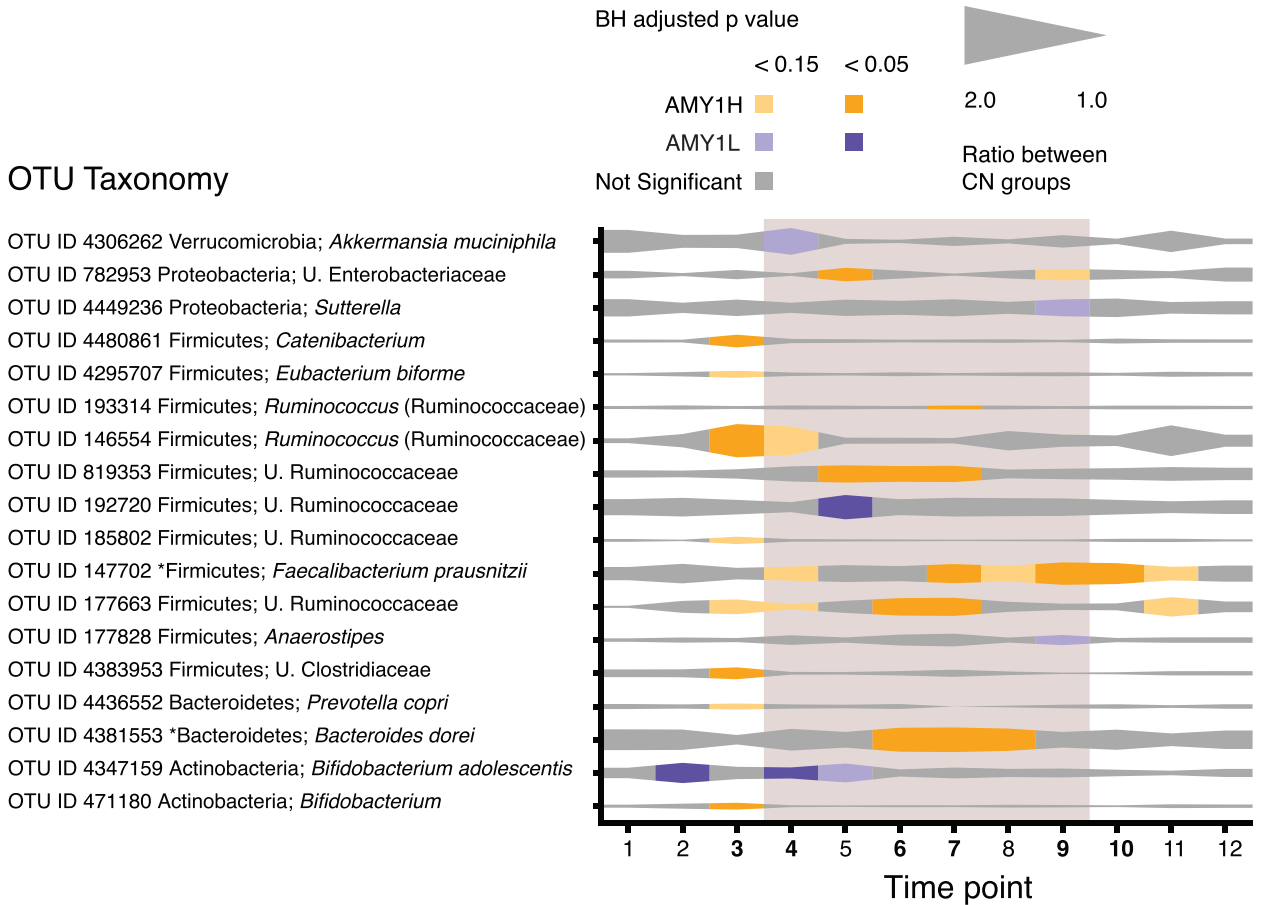 BH adjusted p value
< 0.15 < 0.05
AMY1H
AMY1L
Not Significant
2.0 1.0
Ratio between
CN groups
OTU Taxonomy
OTU ID 4306262 Verrucomicrobia; Akkermansia muciniphila
OTU ID 782953 Proteobacteria; U. Enterobacteriaceae
OTU ID 4449236 Proteobacteria; Sutterella
OTU ID 4480861 Firmicutes; Catenibacterium
OTU ID 4295707 Firmicutes; Eubacterium biforme
OTU ID 193314 Firmicutes; Ruminococcus (Ruminococcaceae)
OTU ID 146554 Firmicutes; Ruminococcus (Ruminococcaceae)
OTU ID 819353 Firmicutes; U. Ruminococcaceae
OTU ID 192720 Firmicutes; U. Ruminococcaceae
OTU ID 185802 Firmicutes; U. Ruminococcaceae
OTU ID 147702 *Firmicutes; Faecalibacterium prausnitzii
OTU ID 177663 Firmicutes; U. Ruminococcaceae
OTU ID 177828 Firmicutes; Anaerostipes
OTU ID 4383953 Firmicutes; U. Clostridiaceae
OTU ID 4436552 Bacteroidetes; Prevotella copri
OTU ID 4381553 *Bacteroidetes; Bacteroides dorei
OTU ID 4347159 Actinobacteria; Bifidobacterium adolescentis
OTU ID 471180 Actinobacteria; Bifidobacterium
1 2 3 4 5 6 7 8 9 10 11 12
Time point